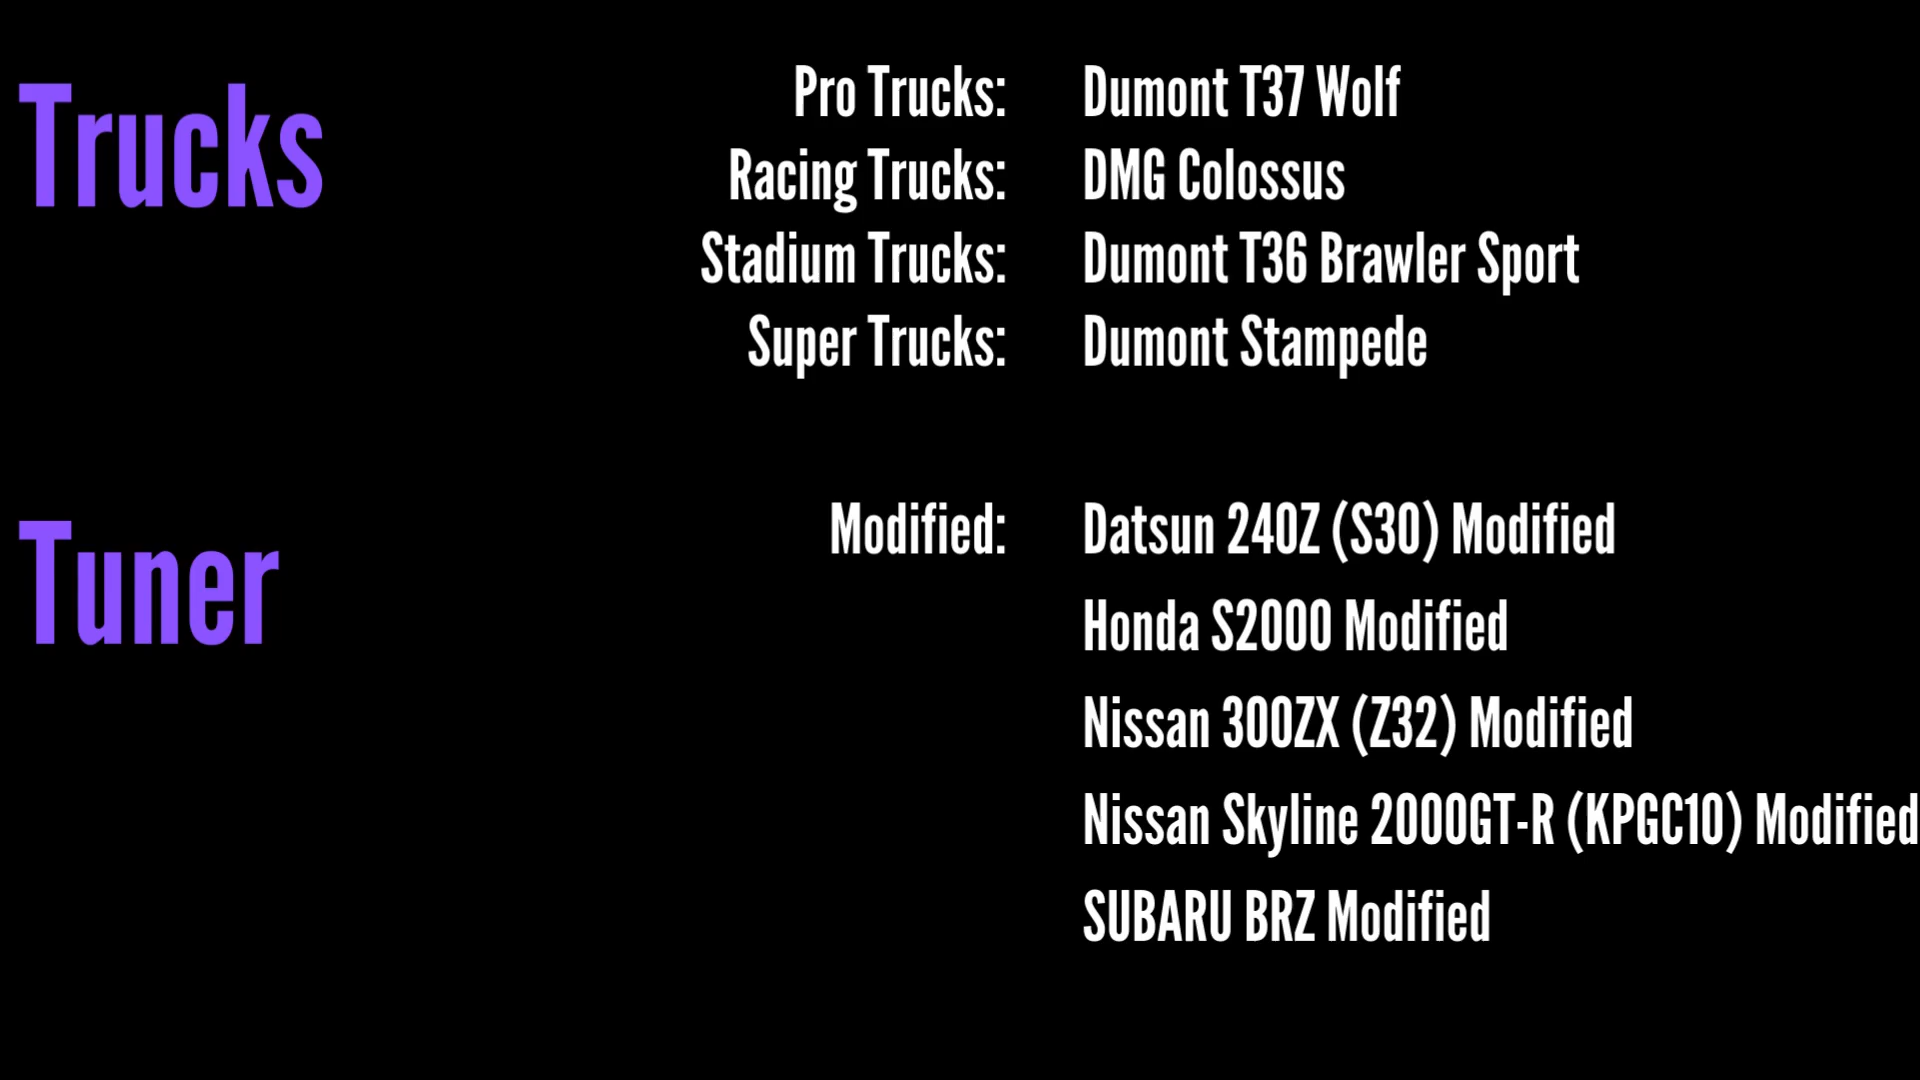 Trucks
Pro Trucks: Dumont T37 Wolf
Racing Trucks: DMG Colossus
Stadium Trucks: Dumont T36 Brawler Sport
Super Trucks: Dumont Stampede
Tuner
Modified: Datsun 240Z (S30) Modified
Honda S2000 Modified
Nissan 300ZX (Z32) Modified
Nissan Skyline 2000GT-R (KPGC10) Modified
SUBARU BRZ Modified